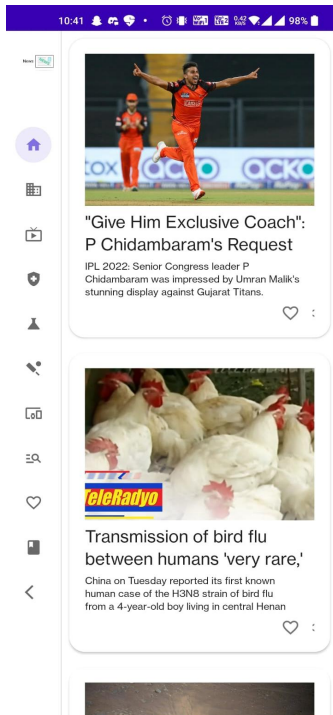 10:41
98%
News
acko
acko
"Give Him Exclusive Coach":
P Chidambaram's Request
IPL 2022: Senior Congress leader P
Chidambaram was impressed by Umran Malik's
stunning display against Gujarat Titans.
TeleRadyo
Transmission of bird flu
between humans 'very rare,'
China on Tuesday reported its first known
human case of the H3N8 strain of bird flu
from a 4-year-old boy living in central Henan